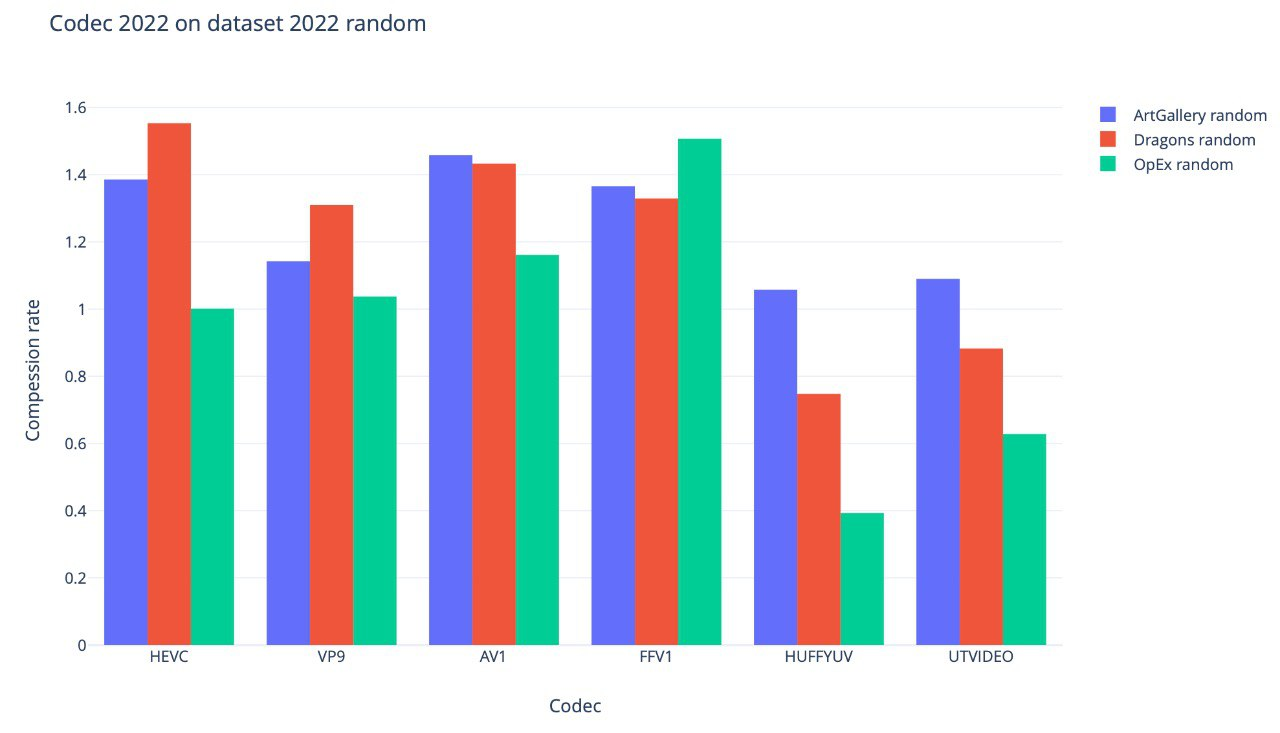 Codec 2022 on dataset 2022 random
1.6
1.4
1.2
1
0.8
0.6
0.4
0.2
0
Compession rate
HEVC
VP9
AV1
FFV1
HUFFYUV
UTVIDEO
Codec
ArtGallery random
Dragons random
OpEx random